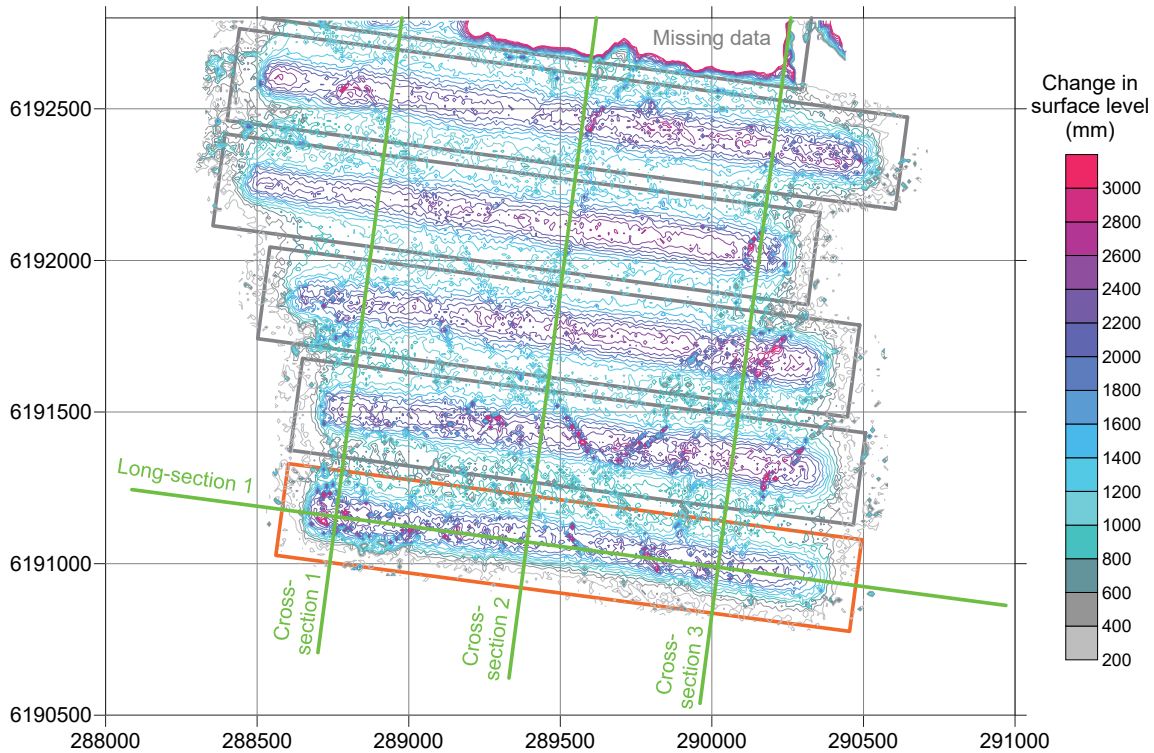 Missing data
Change in
surface level
(mm)
3000
2800
2600
2400
2200
2000
1800
1600
1400
1200
1000
800
600
400
200
6192500
6192000
6191500
6191000
6190500
Long-section 1
Cross-
section 1
Cross-
section 2
Cross-
section 3
288000
288500
289000
289500
290000
290500
291000